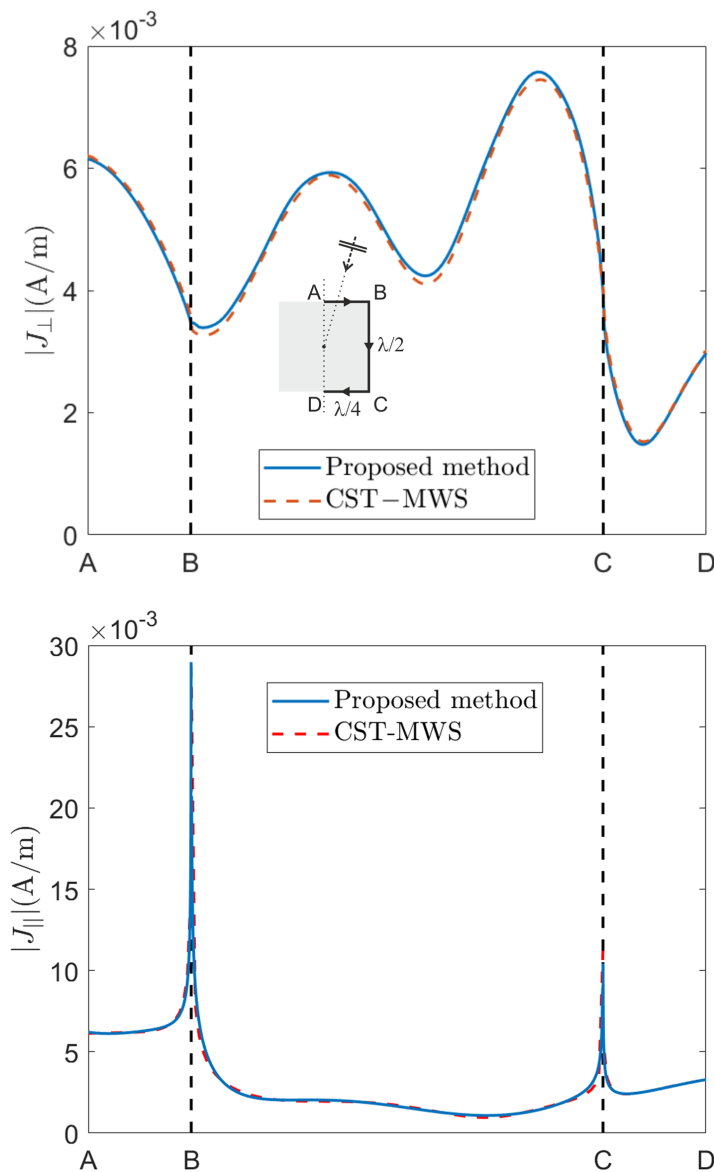 ×10⁻³
8
6
4
2
0
|J⊥|(A/m)
A B
λ/2
D C
λ/4
Proposed method
CST−MWS
A B C D
×10⁻³
30
25
20
15
10
5
0
|J||||(A/m)
Proposed method
CST-MWS
A B C D